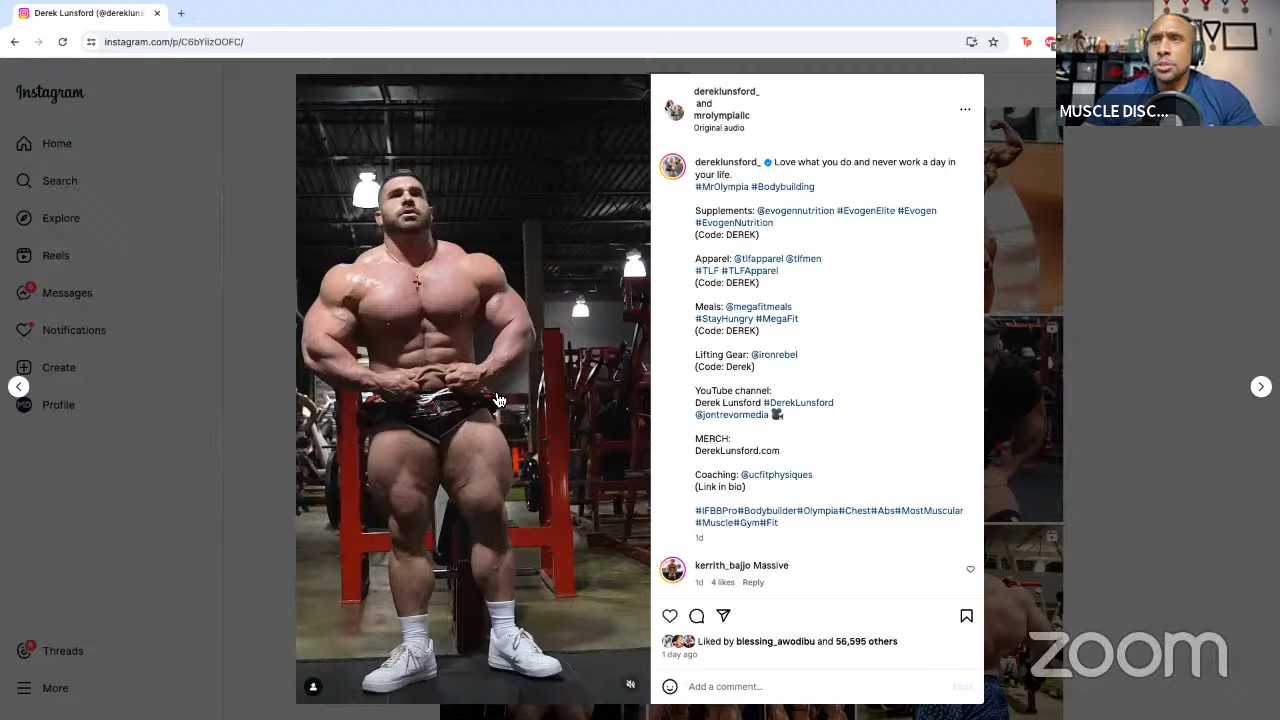 Derek Lunsford (@derekluns
instagram.com/p/C6bYiizOOFC/
MUSCLE DISC...
Instagram
Home
Search
Explore
Reels
5
Messages
Notifications
Create
MD
Profile
6
Threads
More
dereklunsford_
and
mrolympiallc
Original audio
dereklunsford_ Love what you do and never work a day in
your life.
#MrOlympia #Bodybuilding
Supplements: @evogennutrition #EvogenElite #Evogen
#EvogenNutrition
(Code: DEREK)
Apparel: @tlfapparel @tlfmen
#TLF #TLFApparel
(Code: DEREK)
Meals: @megafitmeals
#StayHungry #MegaFit
(Code: DEREK)
Lifting Gear: @ironrebel
(Code: Derek)
YouTube channel:
Derek Lunsford #DerekLunsford
@jontrevormedia 🎥
MERCH:
DerekLunsford.com
Coaching: @ucfitphysiques
(Link in bio)
#IFBBPro#Bodybuilder#Olympia#Chest#Abs#MostMuscular
#Muscle#Gym#Fit
1d
kerrith_bajjo Massive
1d 4 likes Reply
Liked by blessing_awodibu and 56,595 others
1 day ago
Add a comment...
Post
zoom